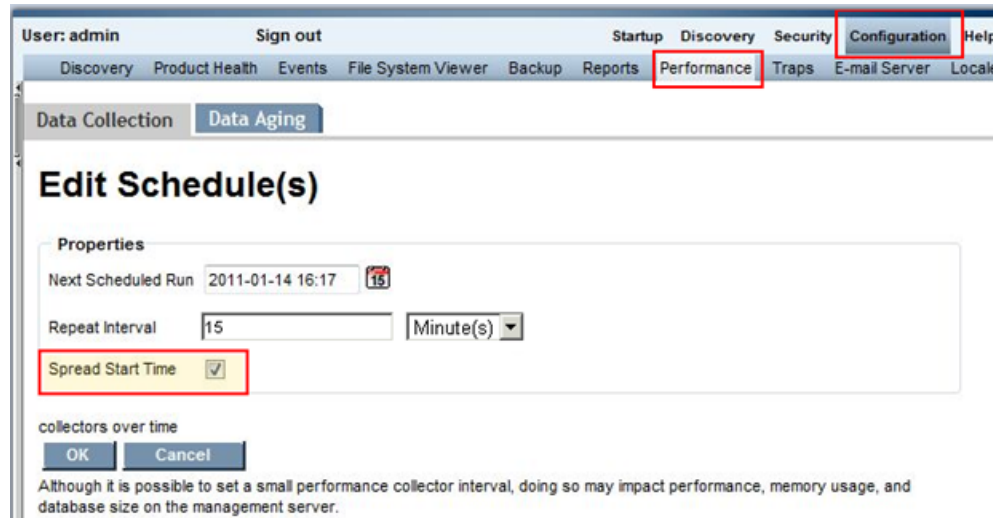 User: admin Sign out Startup Discovery Security Configuration Help
Discovery Product Health Events File System Viewer Backup Reports Performance Traps E-mail Server Locale
Data Collection Data Aging
Edit Schedule(s)
Properties
Next Scheduled Run 2011-01-14 16:17 15
Repeat Interval 15 Minute(s)
Spread Start Time
collectors over time
OK Cancel
Although it is possible to set a small performance collector interval, doing so may impact performance, memory usage, and
database size on the management server.